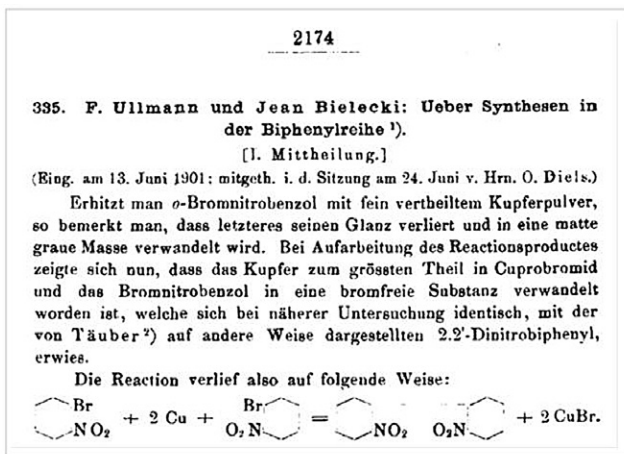 2174
335. F. Ullmann und Jean Bielecki: Ueber Synthesen in
der Biphenylreihe ¹).
[I. Mittheilung.]
(Eing. am 13. Juni 1901; mitgeth. i. d. Sitzung am 24. Juni v. Hrn. O. Diels.)
Erhitzt man o-Bromnitrobenzol mit fein vertheiltem Kupferpulver,
so bemerkt man, dass letzteres seinen Glanz verliert und in eine matte
graue Masse verwandelt wird. Bei Aufarbeitung des Reactionsproductes
zeigte sich nun, dass das Kupfer zum grössten Theil in Cuprobromid
und das Bromnitrobenzol in eine bromfreie Substanz verwandelt
worden ist, welche sich bei näherer Untersuchung identisch, mit der
von Täuber ²) auf andere Weise dargestellten 2.2'-Dinitrobiphenyl,
erwies.
Die Reaction verlief also auf folgende Weise:
Br Br
+ 2 Cu + = + 2 CuBr.
NO₂ O₂N NO₂ O₂N